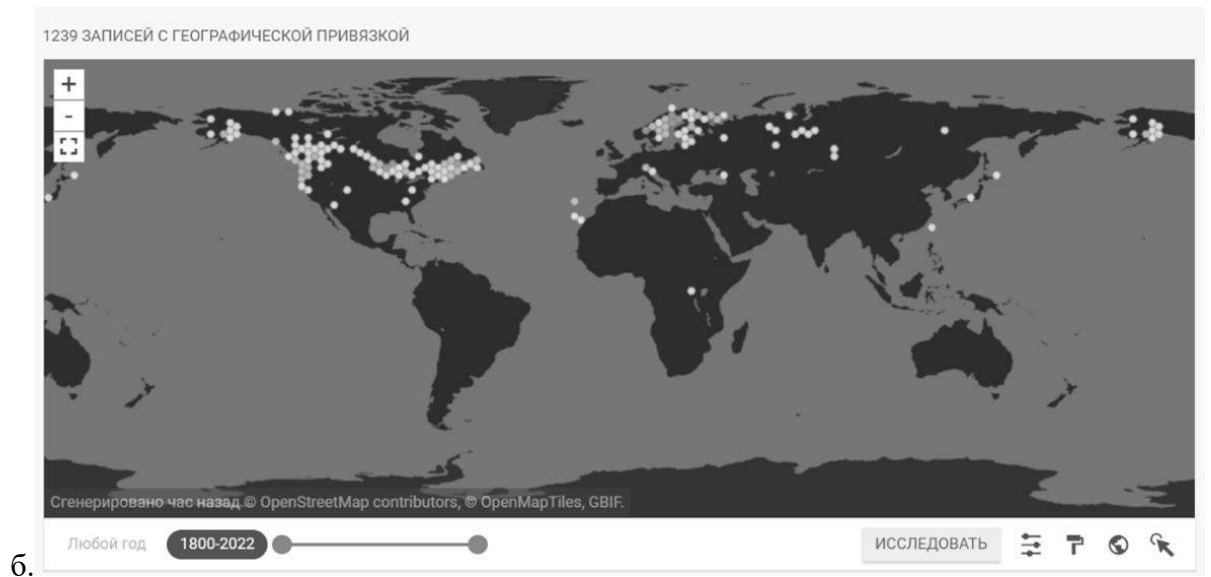 1239 ЗАПИСЕЙ С ГЕОГРАФИЧЕСКОЙ ПРИВЯЗКОЙ
+
-
Сгенерировано час назад © OpenStreetMap contributors, © OpenMapTiles, GBIF.
Любой год 1800-2022 ИССЛЕДОВАТЬ
б.